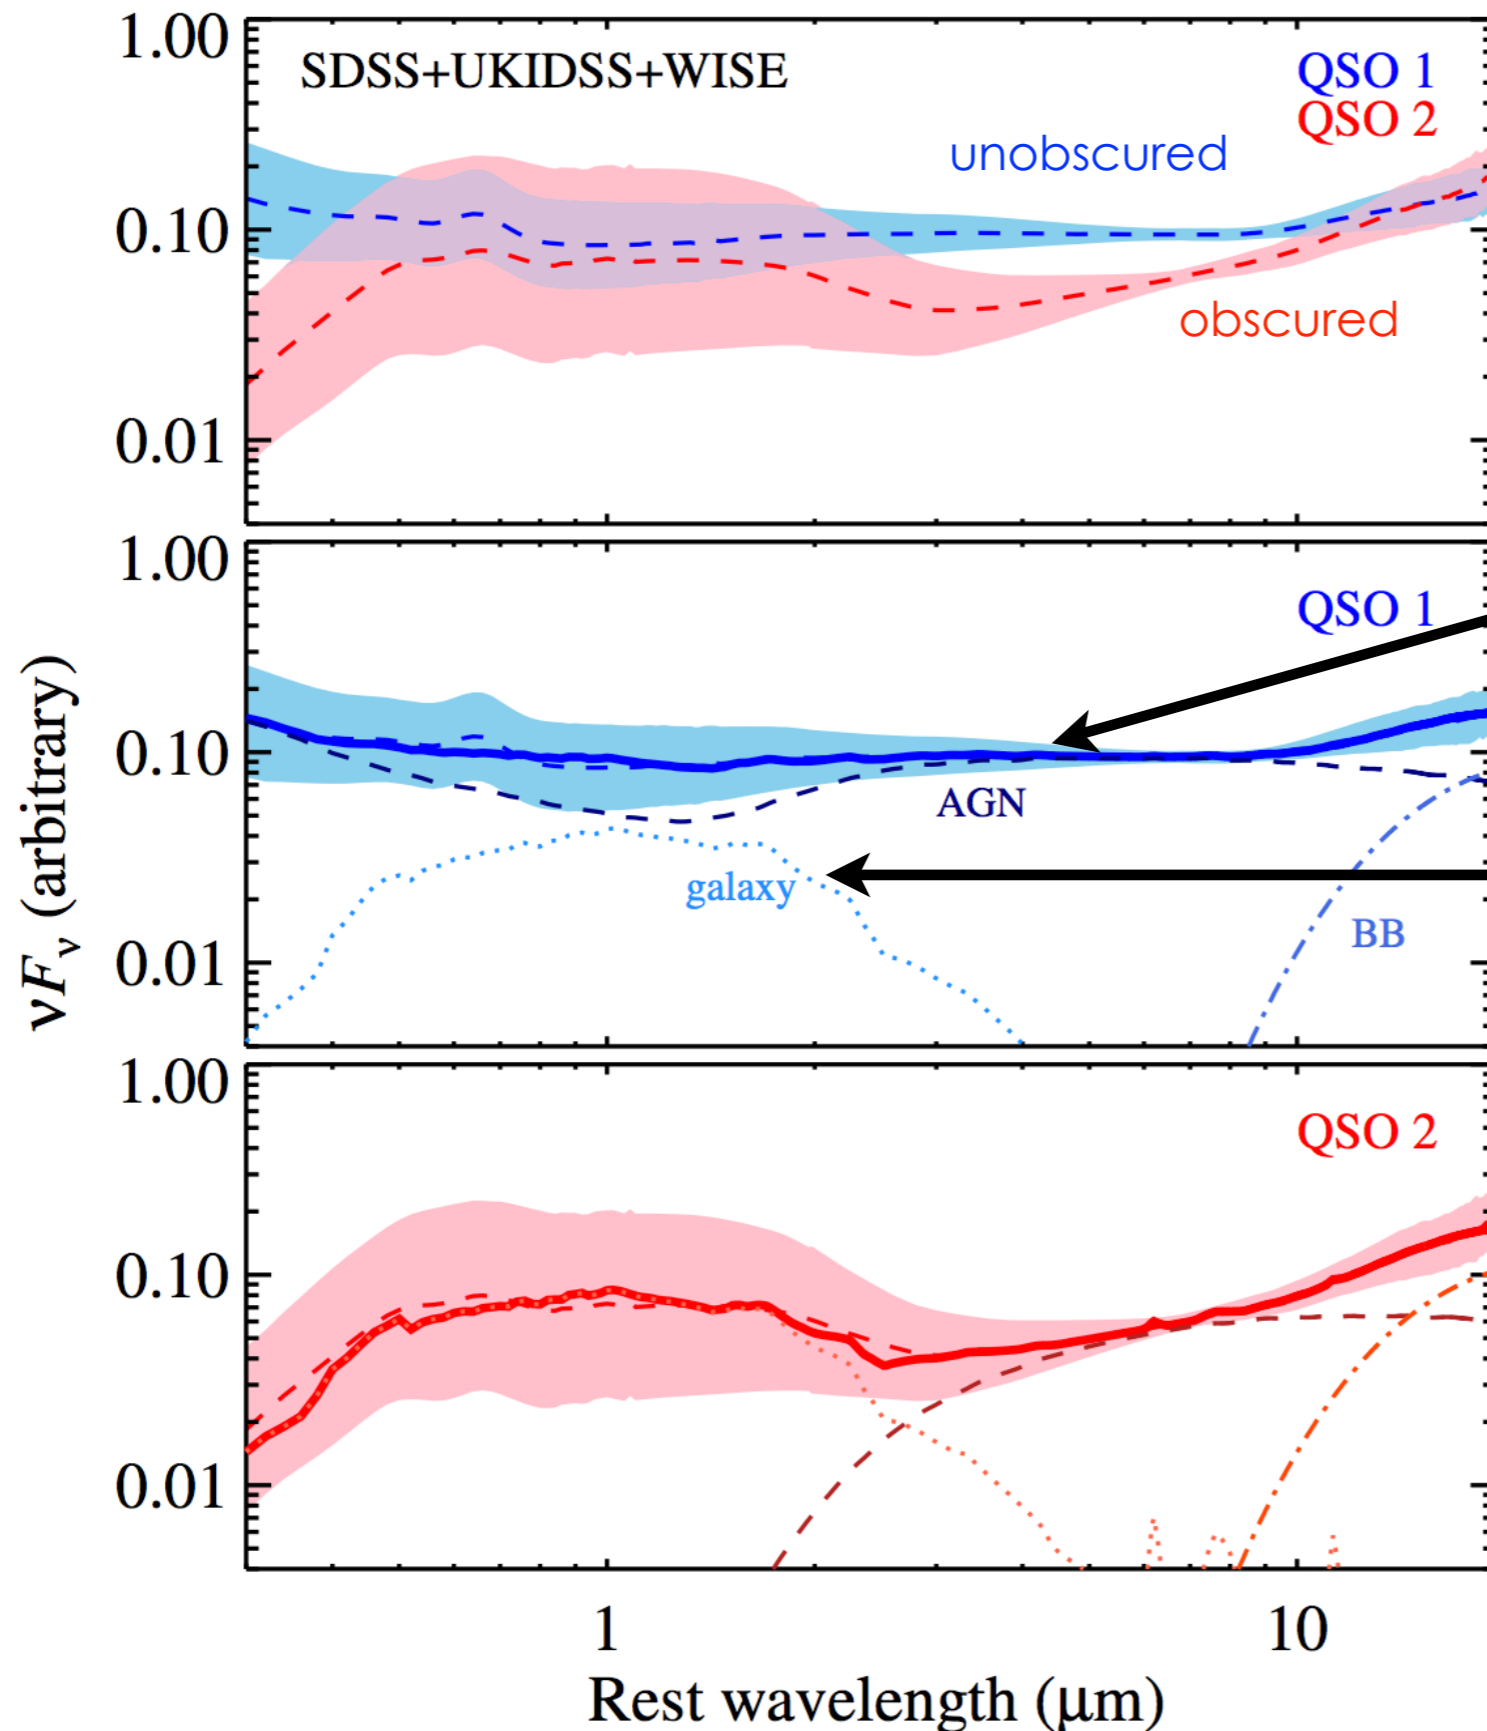 1.00
SDSS+UKIDSS+WISE
QSO 1
QSO 2
unobscured
0.10
obscured
0.01
1.00
QSO 1
0.10
AGN
galaxy
BB
0.01
νFν (arbitrary)
1.00
QSO 2
0.10
0.01
1
10
Rest wavelength (μm)